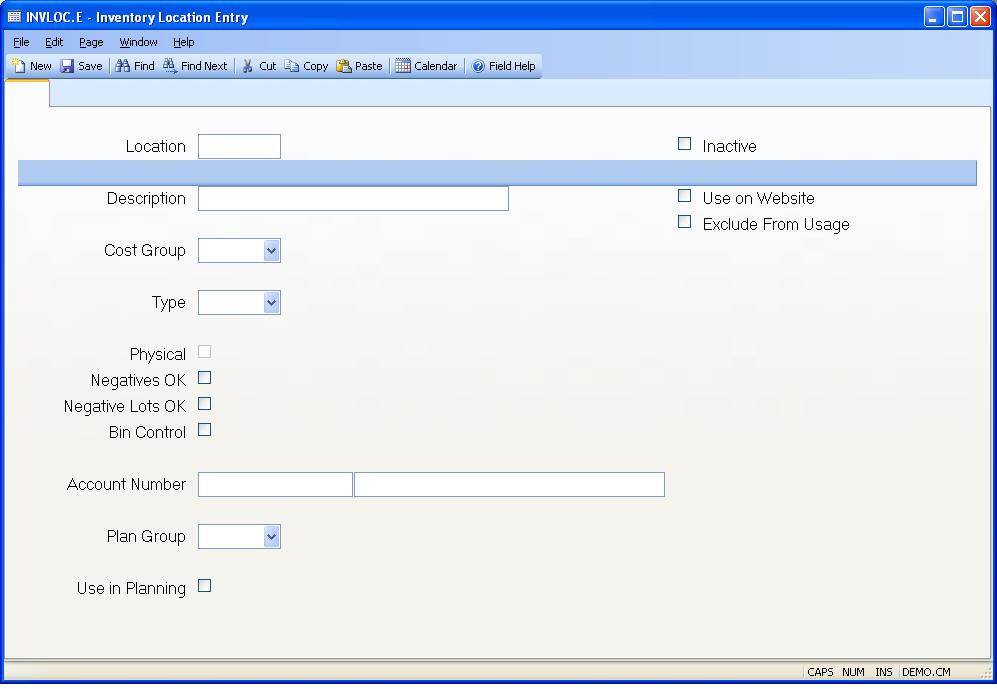 INVLOC.E - Inventory Location Entry
File Edit Page Window Help
New Save Find Find Next Cut Copy Paste Calendar Field Help
Location Inactive
Description Use on Website
Exclude From Usage
Cost Group
Type
Physical
Negatives OK
Negative Lots OK
Bin Control
Account Number
Plan Group
Use in Planning
CAPS NUM INS DEMO.CM